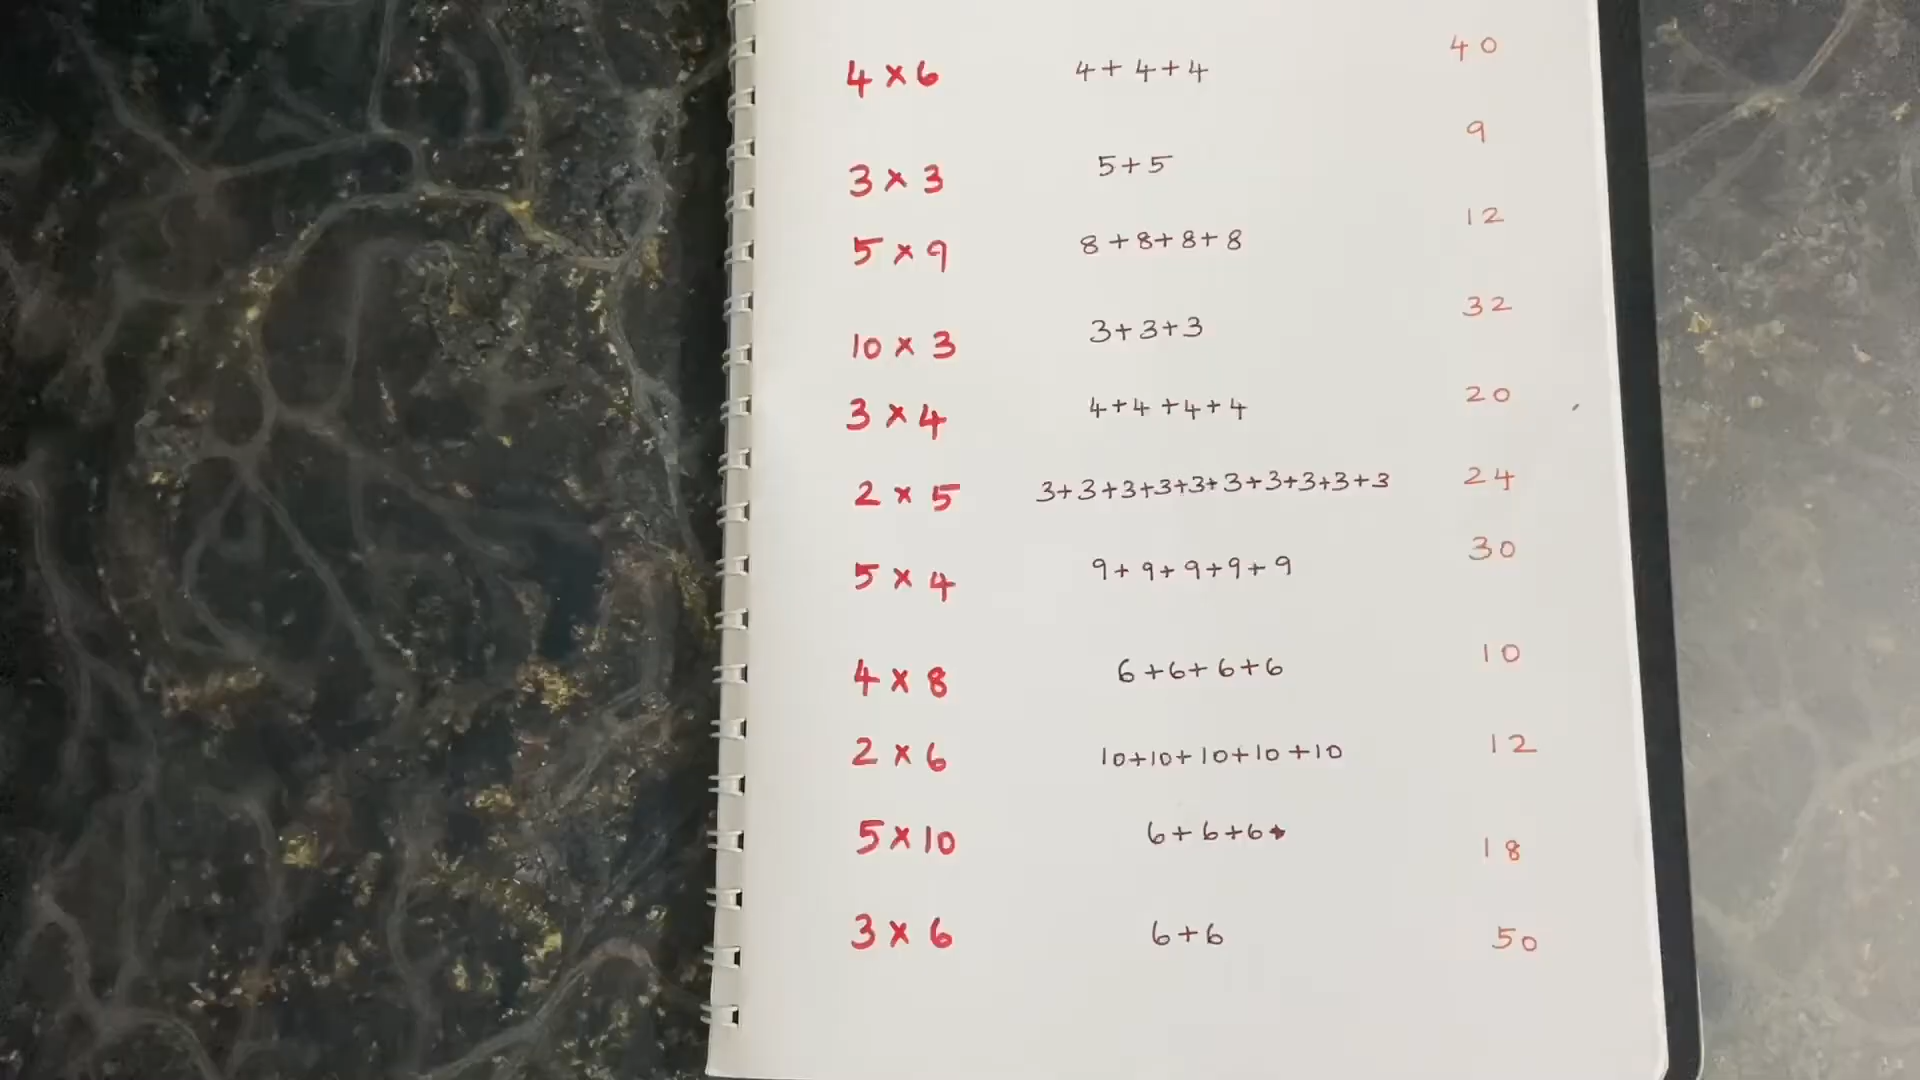 4 × 6 4 + 4 + 4 40
3 × 3 5 + 5 9
5 × 9 8 + 8 + 8 + 8 12
10 × 3 3 + 3 + 3 32
3 × 4 4 + 4 + 4 + 4 20
2 × 5 3 + 3 + 3 + 3 + 3 + 3 + 3 + 3 + 3 + 3 24
5 × 4 9 + 9 + 9 + 9 + 9 30
4 × 8 6 + 6 + 6 + 6 10
2 × 6 10 + 10 + 10 + 10 + 10 12
5 × 10 6 + 6 + 6 + 18
3 × 6 6 + 6 50